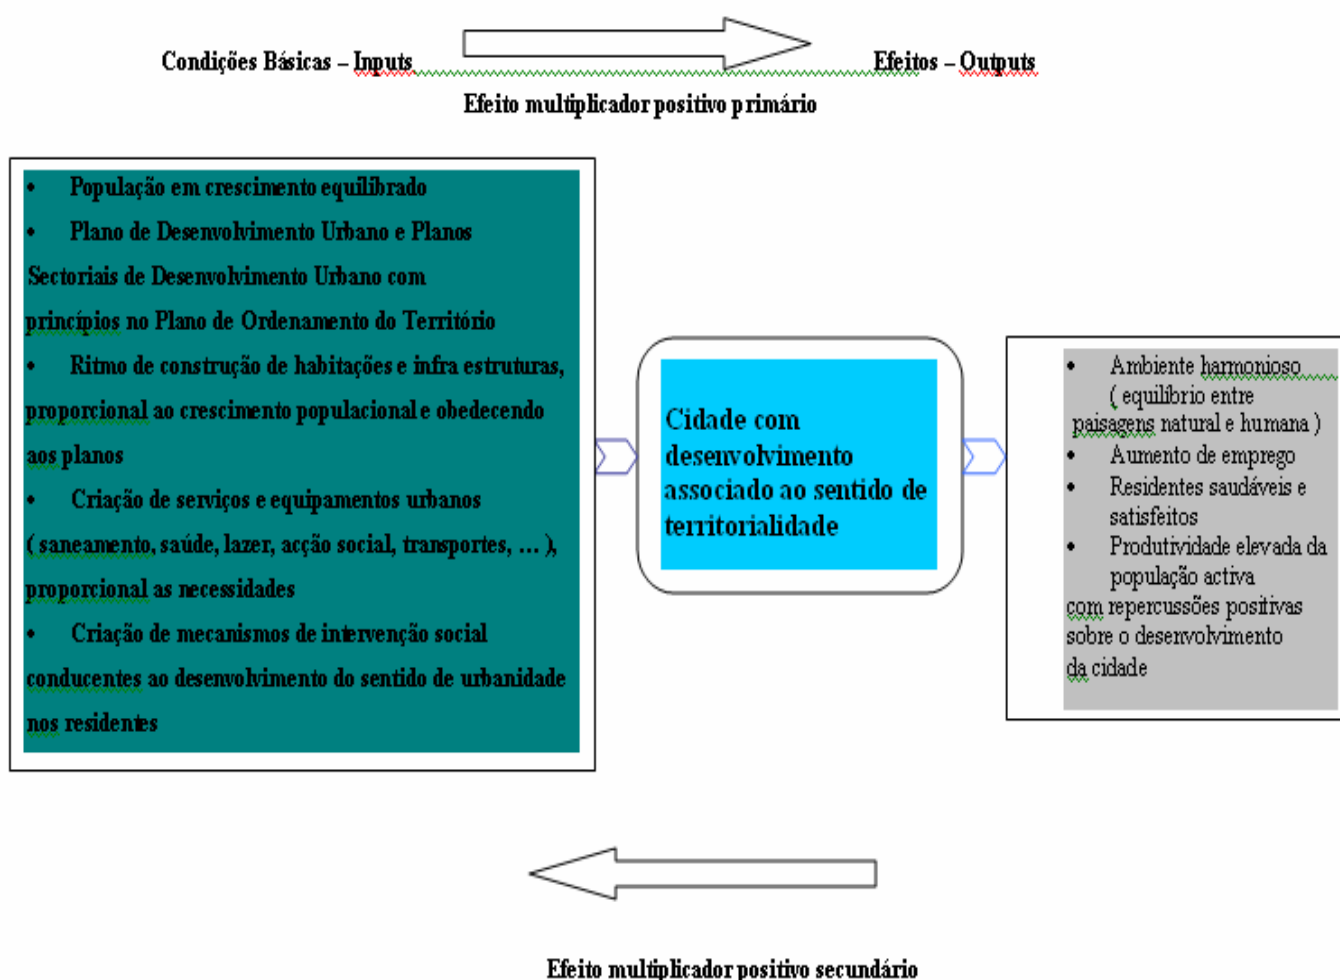 Condições Básicas – Inputs
Efeitos – Outputs
Efeito multiplicador positivo primário
• População em crescimento equilibrado
• Plano de Desenvolvimento Urbano e Planos
Sectoriais de Desenvolvimento Urbano com
princípios no Plano de Ordenamento do Território
• Ritmo de construção de habitações e infra estruturas,
proporcional ao crescimento populacional e obedecendo
aos planos
• Criação de serviços e equipamentos urbanos
( saneamento, saúde, lazer, acção social, transportes, … ),
proporcional as necessidades
• Criação de mecanismos de intervenção social
conducentes ao desenvolvimento do sentido de urbanidade
nos residentes
Cidade com
desenvolvimento
associado ao sentido de
territorialidade
• Ambiente harmonioso
( equilíbrio entre
paisagens natural e humana )
• Aumento de emprego
• Residentes saudáveis e
satisfeitos
• Produtividade elevada da
população activa
com repercussões positivas
sobre o desenvolvimento
da cidade
Efeito multiplicador positivo secundário